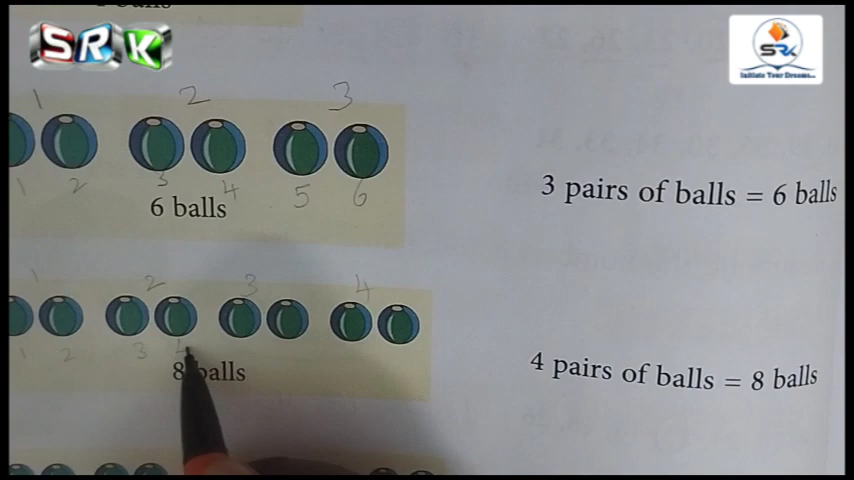 SRK
SRK
Initiate Your Dreams...
1 2 3
1 2 3 4 5 6
6 balls
3 pairs of balls = 6 balls
1 2 3 4
1 2 3 4
8 balls
4 pairs of balls = 8 balls